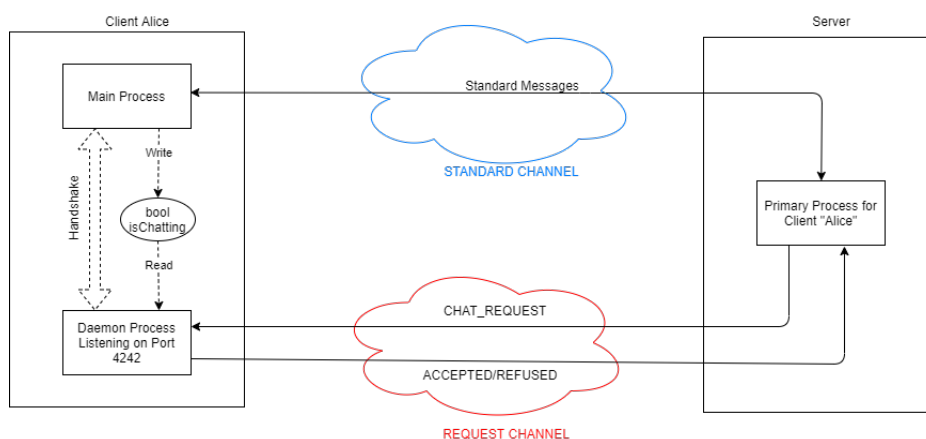 Client Alice
Server
Main Process
Standard Messages
STANDARD CHANNEL
Write
Handshake
bool
isChatting
Read
Primary Process for
Client "Alice"
Daemon Process
Listening on Port
4242
CHAT_REQUEST
ACCEPTED/REFUSED
REQUEST CHANNEL